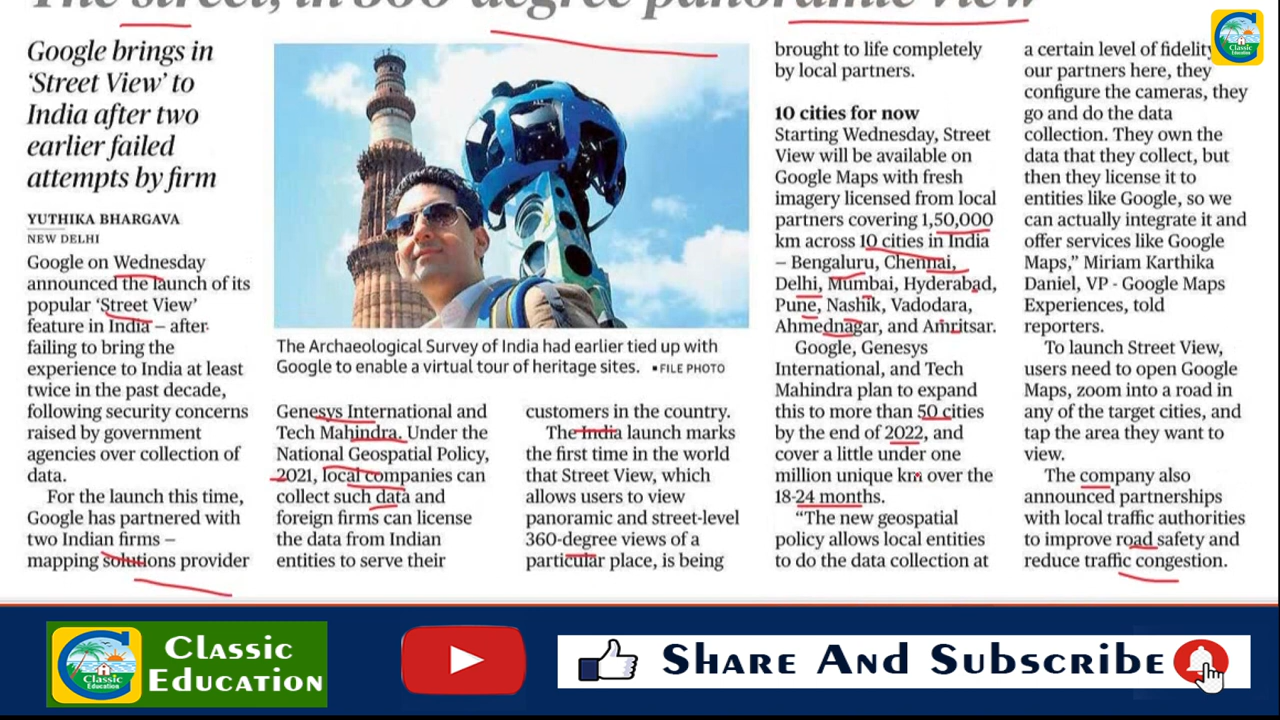 The street, in 360-degree panoramic view
Google brings in
‘Street View’ to
India after two
earlier failed
attempts by firm
YUTHIKA BHARGAVA
NEW DELHI
Google on Wednesday
announced the launch of its
popular ‘Street View’
feature in India – after
failing to bring the
experience to India at least
twice in the past decade,
following security concerns
raised by government
agencies over collection of
data.
For the launch this time,
Google has partnered with
two Indian firms –
mapping solutions provider
The Archaeological Survey of India had earlier tied up with
Google to enable a virtual tour of heritage sites. ▪FILE PHOTO
Genesys International and
Tech Mahindra. Under the
National Geospatial Policy,
2021, local companies can
collect such data and
foreign firms can license
the data from Indian
entities to serve their
customers in the country.
The India launch marks
the first time in the world
that Street View, which
allows users to view
panoramic and street-level
360-degree views of a
particular place, is being
brought to life completely
by local partners.
10 cities for now
Starting Wednesday, Street
View will be available on
Google Maps with fresh
imagery licensed from local
partners covering 1,50,000
km across 10 cities in India
– Bengaluru, Chennai,
Delhi, Mumbai, Hyderabad,
Pune, Nashik, Vadodara,
Ahmednagar, and Amritsar.
Google, Genesys
International, and Tech
Mahindra plan to expand
this to more than 50 cities
by the end of 2022, and
cover a little under one
million unique km over the
18-24 months.
“The new geospatial
policy allows local entities
to do the data collection at
a certain level of fidelity
our partners here, they
configure the cameras, they
go and do the data
collection. They own the
data that they collect, but
then they license it to
entities like Google, so we
can actually integrate it and
offer services like Google
Maps,” Miriam Karthika
Daniel, VP - Google Maps
Experiences, told
reporters.
To launch Street View,
users need to open Google
Maps, zoom into a road in
any of the target cities, and
tap the area they want to
view.
The company also
announced partnerships
with local traffic authorities
to improve road safety and
reduce traffic congestion.
Classic
Education
Classic
Education
Classic
Education
Share And Subscribe